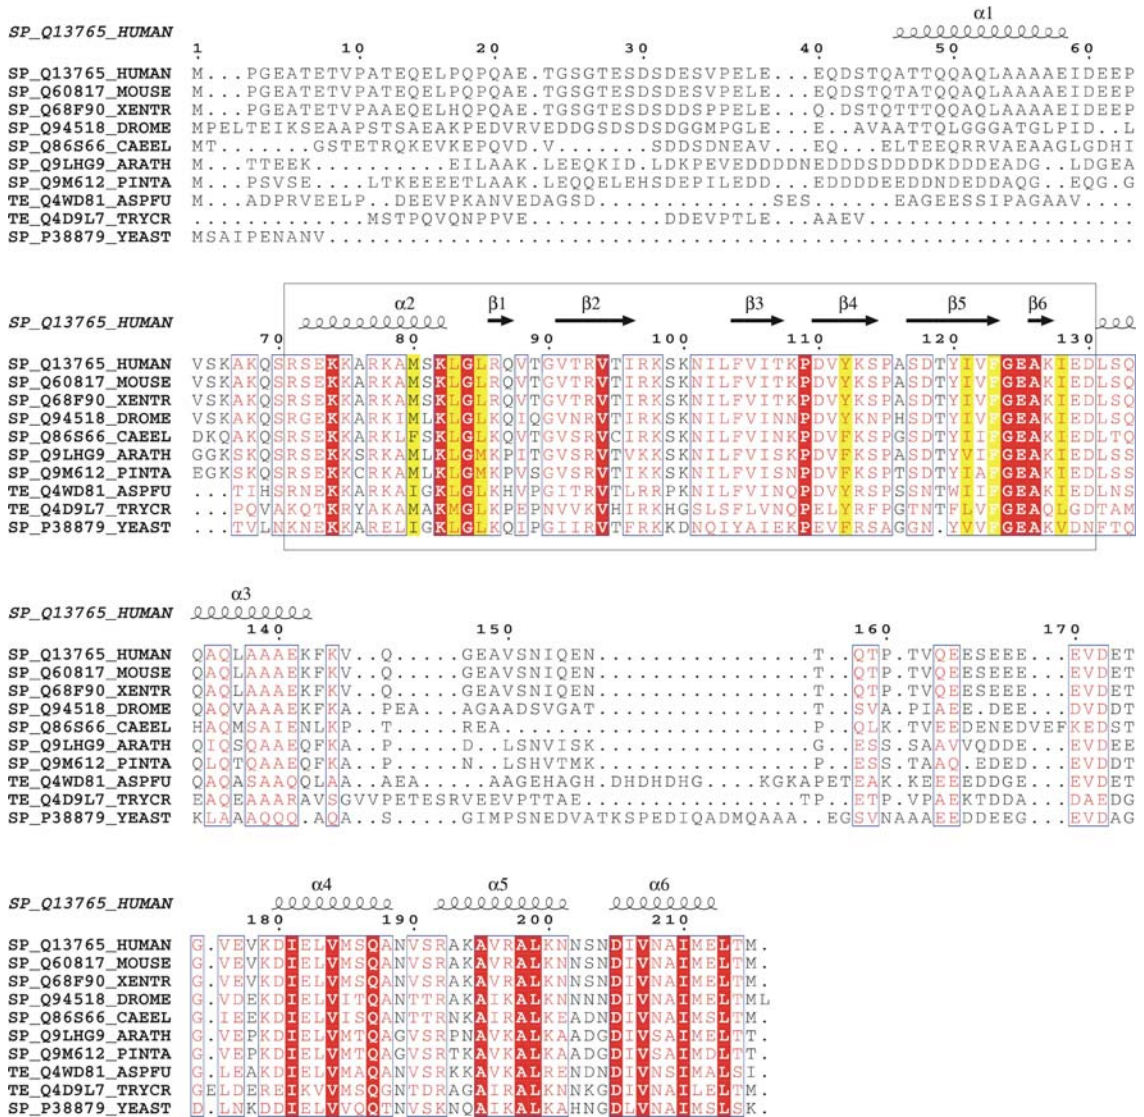 α1
SP_Q13765_HUMAN
1 10 20 30 40 50 60
SP_Q13765_HUMAN M...PGEATETVPATEQELPQPQAE.TGSGTESDSDESVPELE...EQDSTQATTQQAQLAAAAEIDEEP
SP_Q60817_MOUSE M...PGEATETVPATEQELPQPQAE.TGSGTESDSDESVPELE...EQDSTQTATQQAQLAAAAEIDEEP
SP_Q68F90_XENTR M...PGEATETVPAAEQELHQPQAE.TGSGTESDSDDSPPELE...Q.DSTQTTTQQAQLAAAAEIDEEP
SP_Q94518_DROME MPELTEIKSEAAPSTSAEAKPEDVRVEDDGSDSDSDGGMPGLE...E..AVAATTQLGGGATGLPID..L
SP_Q86S66_CAEEL MT.......GSTETRQKEVKEPQVD.V.....SDDSDNEAV....EQ...ELTEEQRRVAEAAGLGDHI
SP_Q9LHG9_ARATH M...TTEEK..........EILAAK.LEEQKID.LDKPEVEDDDDNEDDDSDDDDKDDDEADG..LDGEA
SP_Q9M612_PINTA M...PSVSE...LTKEEEETLAAK.LEQQELEHSDEPILEDD....EDDDDEEDDNDEDDAQG..EQG.G
TE_Q4WD81_ASPFU M...ADPRVEELP..DEEVPKANVEDAGSD............SES.....EAGEESSIPAGAAV......
TE_Q4D9L7_TRYCR .............MSTPQVQNPPVE........DDEVPTLE....AAEV.....................
SP_P38879_YEAST MSAIPENANV............................................................
α2 β1 β2 β3 β4 β5 β6
SP_Q13765_HUMAN
70 80 90 100 110 120 130
SP_Q13765_HUMAN VSKAKQSRSEKKARKAMSKLGLRQVTGVTRVTIRKSKNILFVITKPDVYKSPASDTYIVFGEAKIEDLSQ
SP_Q60817_MOUSE VSKAKQSRSEKKARKAMSKLGLRQVTGVTRVTIRKSKNILFVITKPDVYKSPASDTYIVFGEAKIEDLSQ
SP_Q68F90_XENTR VSKAKQSRSEKKARKAMSKLGLRQVTGVTRVTIRKSKNILFVITKPDVYKSPASDTYIVFGEAKIEDLSQ
SP_Q94518_DROME VSKAKQSRGEKKARKIMLKLGLKQIQGVNRVTIRKSKNILFVINNPDVYKNPHSDTYIVFGEAKIEDLSQ
SP_Q86S66_CAEEL DKQAKQSRSEKKARKLFSKLGLKQVTGVSRVCIRKSKNILFVINKPDVFKSPGSDTYIIFGEAKIEDLTQ
SP_Q9LHG9_ARATH GGKSKQSRSEKKSRKAMLKLGMKPITGVSRVTVKKSKNILFVISKPDVFKSPASDTYVIFGEAKIEDLSS
SP_Q9M612_PINTA EGKSKQSRSEKKCRKAMLKLGMKPVSGVSRVTIKKSKNILFVISKPDVFKSPTSDTYIAFGEAKIEDLSS
TE_Q4WD81_ASPFU ...TIHSRNEKKARKAIGKLGLKHVPGITRVTLRRPKNILFVINQPDVYRSPSSNTWIIFGEAKIEDLNS
TE_Q4D9L7_TRYCR ...PQVAKQTKRYAKAMAKMGLKPEPNVVKVTIRKHGSLSFVINRPELYRSPGTNTFLVFGEAQLGDTAM
SP_P38879_YEAST ...TVLNKNEKKARELIGKLGLKPIPGIIRVTFRKKDNQIYAIEKPEVFRSAGGN.YVVFGEAKVDNFTQ
α3
SP_Q13765_HUMAN
140 150 160 170
SP_Q13765_HUMAN QAQLAAAEKFKV..Q.....GEAVSNIQEN.................T..QTP.TVQEESEEE...EVDET
SP_Q60817_MOUSE QAQLAAAEKFKV..Q.....GEAVSNIQEN.................T..QTP.TVQEESEEE...EVDET
SP_Q68F90_XENTR QAQLAAAEKFKV..Q.....GEAVSNIQEN.................T..QTP.TVQEESEEE...EVDET
SP_Q94518_DROME QAQVAAAEKFKA..PEA...AGAADSVGAT.................T..SVA.PIAEE.DEE...DVDDT
SP_Q86S66_CAEEL HAQMSAIENLKP..T.....REA........................P..QLK.TVEEDENEDVEFKEDST
SP_Q9LHG9_ARATH QIQSQAAEQFKA..P.....D..LSNVISK.................G..ESS.SAAVVQDDE...EVDEE
SP_Q9M612_PINTA QLQTQAAEQFKA..P.....N..LSHVTMK.................P..ESS.TAAQ.EDED...EVDDT
TE_Q4WD81_ASPFU QAQASAAQQLAA..AEA....AAGEHAGH.DHDHDHG....KGKAPETEAK.KEEEEDDGE...EVDET
TE_Q4D9L7_TRYCR EAQEAAARAVSGVVPETESRVEEVPTTAE................TP..ETP.VPAEKTDDA...DAEDG
SP_P38879_YEAST KLAAAQQQ.AQA..S.....GIMPSNEDVATKSPEDIQADMQAAA..EGSVNAAAEEDDEEG...EVDAG
α4 α5 α6
SP_Q13765_HUMAN
180 190 200 210
SP_Q13765_HUMAN G.VEVKDIELVMSQANVSRAKAVRALKNNSNDIVNAIMELTM.
SP_Q60817_MOUSE G.VEVKDIELVMSQANVSRAKAVRALKNNSNDIVNAIMELTM.
SP_Q68F90_XENTR G.VEVKDIELVMSQANVSRAKAVRALKNNSNDIVNAIMELTM.
SP_Q94518_DROME G.VDEKDIELVITQANTTRAKAIKALKNNNNDIVNAIMELTML
SP_Q86S66_CAEEL G.IEEKDIELVISQANTTRNKAIRALKEADNDIVNAIMSLTM.
SP_Q9LHG9_ARATH G.VEPKDIELVMTQAGVSRPNAVKALKAADGDIVSAIMELTT.
SP_Q9M612_PINTA G.VEPKDIELVMTQAGVSRTKAVKALKAADGDIVSAIMDLTT.
TE_Q4WD81_ASPFU G.LEAKDIELVMAQANVSRKKAVKALRENDNDIVNSIMALSI.
TE_Q4D9L7_TRYCR GELDEREIKVVMSQGNTDRAGAIRALKNNKGDIVNAILELTM.
SP_P38879_YEAST D.LNKDDIELVVQQTNVSKNQAIKALKAHNGDLVNAIMSLSK.